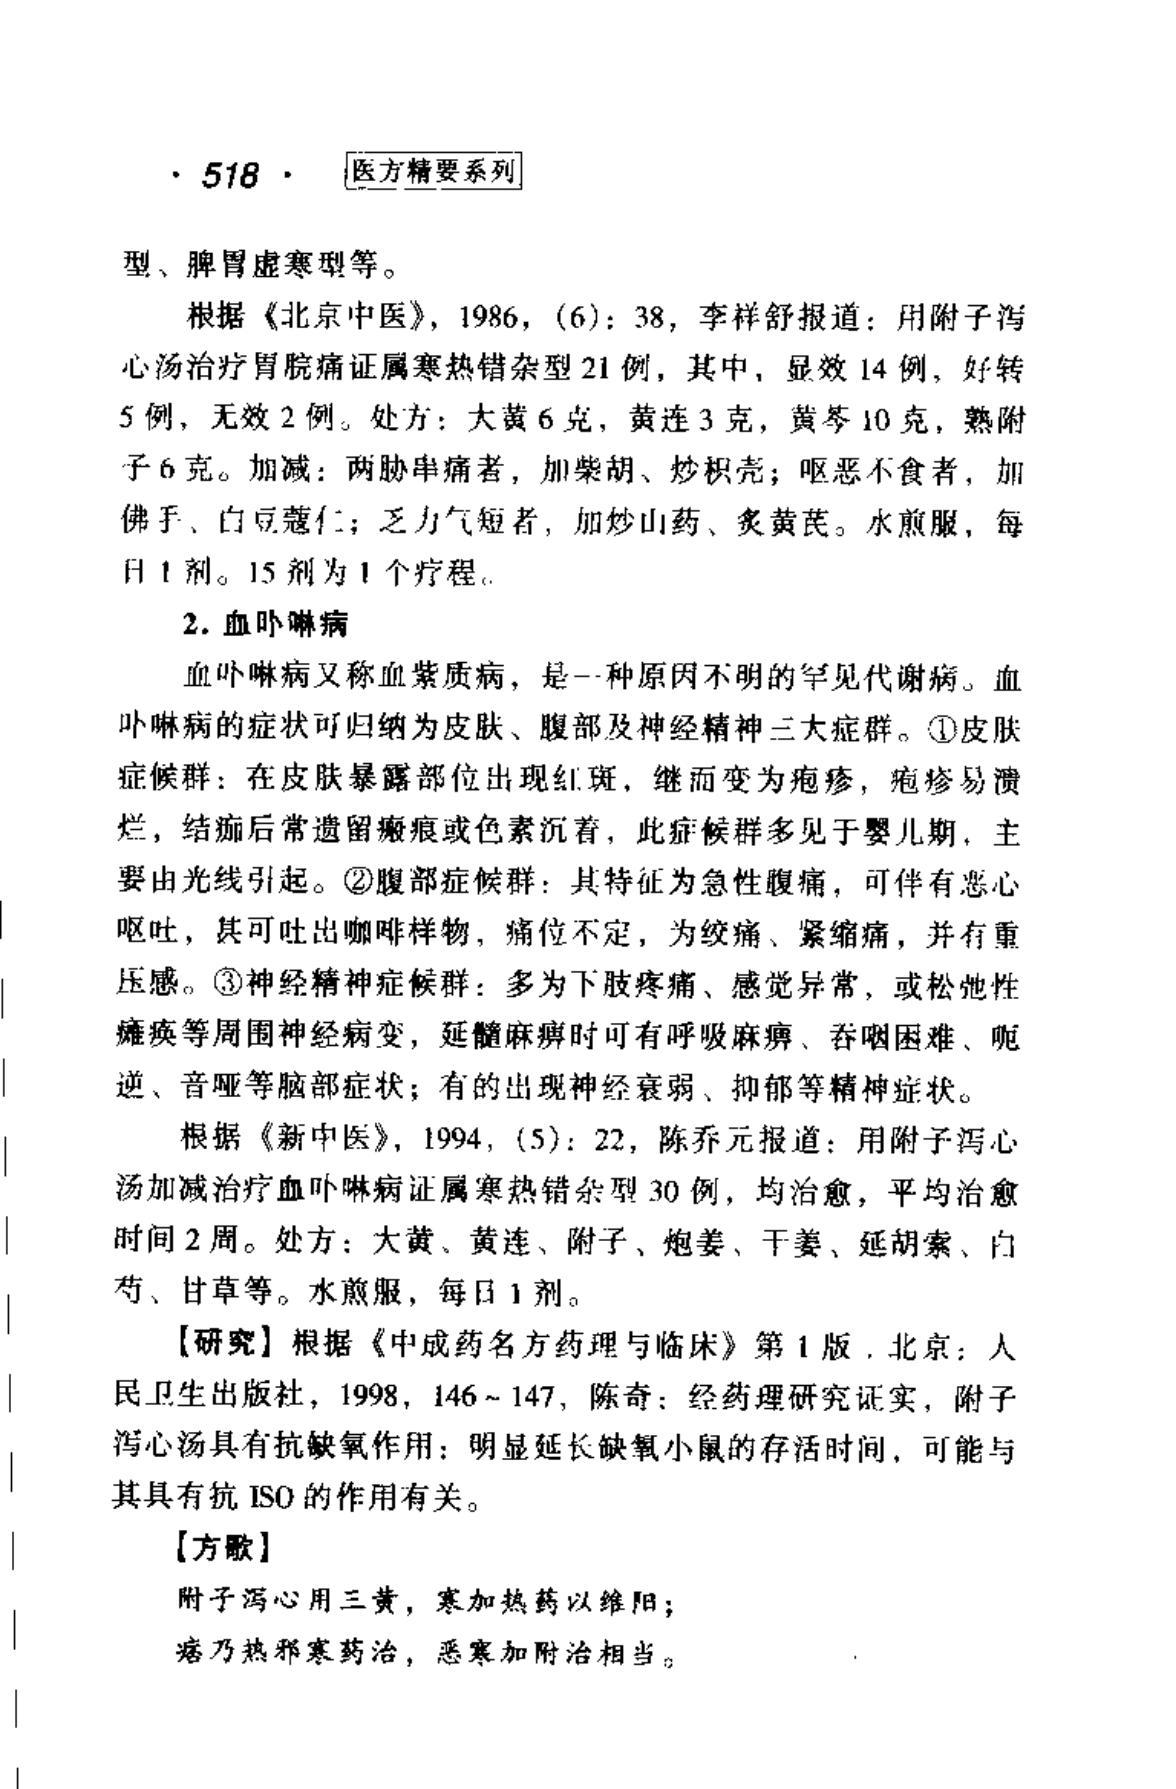 · 518 · 医方精要系列
型、脾胃虚寒型等。
根据《北京中医》，1986，（6）：38，李祥舒报道：用附子泻
心汤治疗胃脘痛证属寒热错杂型 21 例，其中，显效 14 例，好转
5 例，无效 2 例。处方：大黄 6 克，黄连 3 克，黄芩 10 克，熟附
子 6 克。加减：两胁串痛者，加柴胡、炒枳壳；呕恶不食者，加
佛手、白豆蔻仁；乏力气短者，加炒山药、炙黄芪。水煎服，每
日 1 剂。15 剂为 1 个疗程。
2. 血卟啉病
血卟啉病又称血紫质病，是一种原因不明的罕见代谢病。血
卟啉病的症状可归纳为皮肤、腹部及神经精神三大症群。①皮肤
症候群：在皮肤暴露部位出现红斑，继而变为疱疹，疱疹易溃
烂，结痂后常遗留瘢痕或色素沉着，此症候群多见于婴儿期，主
要由光线引起。②腹部症候群：其特征为急性腹痛，可伴有恶心
呕吐，甚可吐出咖啡样物，痛位不定，为绞痛、紧缩痛，并有重
压感。③神经精神症候群：多为下肢疼痛、感觉异常，或松弛性
瘫痪等周围神经病变，延髓麻痹时可有呼吸麻痹、吞咽困难、呃
逆、音哑等脑部症状；有的出现神经衰弱、抑郁等精神症状。
根据《新中医》，1994，（5）：22，陈乔元报道：用附子泻心
汤加减治疗血卟啉病证属寒热错杂型 30 例，均治愈，平均治愈
时间 2 周。处方：大黄、黄连、附子、炮姜、干姜、延胡索、白
芍、甘草等。水煎服，每日 1 剂。
【研究】根据《中成药名方药理与临床》第 1 版．北京：人
民卫生出版社，1998，146～147，陈奇：经药理研究证实，附子
泻心汤具有抗缺氧作用；明显延长缺氧小鼠的存活时间，可能与
其具有抗 ISO 的作用有关。
【方歌】
附子泻心用三黄，寒加热药以维阳；
痞乃热邪寒药治，恶寒加附治相当。